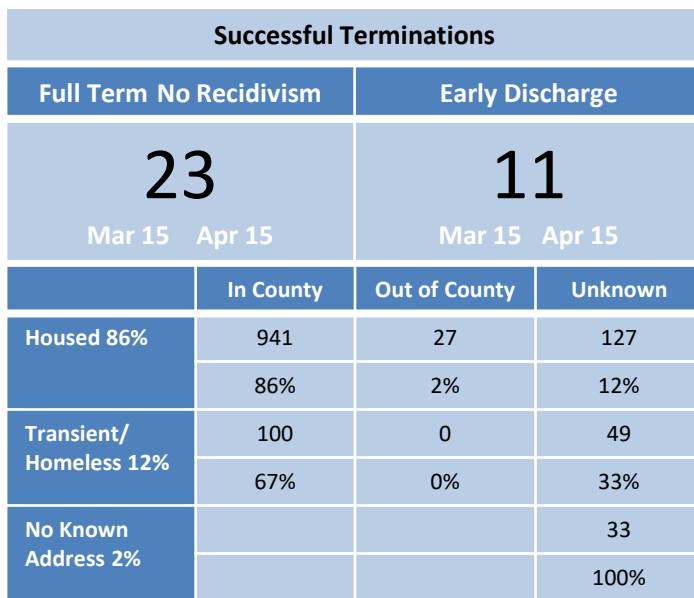 Successful Terminations
Full Term No Recidivism Early Discharge
23 11
Mar 15 Apr 15 Mar 15 Apr 15
In County Out of County Unknown
Housed 86% 941 27 127
86% 2% 12%
Transient/ 100 0 49
Homeless 12% 67% 0% 33%
No Known 33
Address 2% 100%